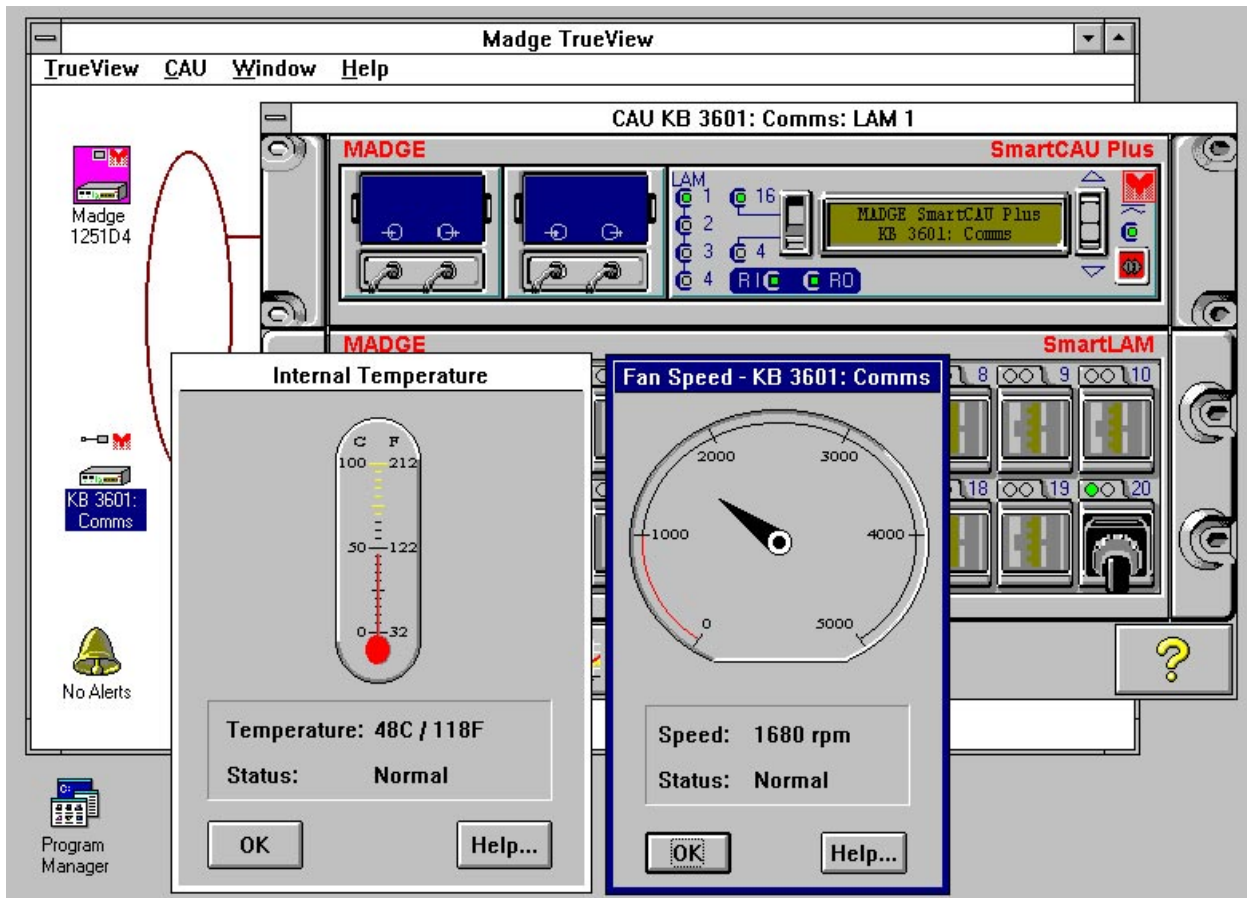 Madge TrueView
TrueView CAU Window Help
CAU KB 3601: Comms: LAM 1
MADGE SmartCAU Plus
LAM
1 16
2
3 4
4 RI RO
MADGE SmartCAU Plus
KB 3601: Comms
Madge
1251D4
MADGE SmartLAM
8 9 10
18 19 20
KB 3601:
Comms
No Alerts
Internal Temperature
C F
100 212
50 122
0 32
Temperature: 48C / 118F
Status: Normal
OK Help...
Fan Speed - KB 3601: Comms
2000 3000
1000 4000
0 5000
Speed: 1680 rpm
Status: Normal
OK Help...
?
C:
Program
Manager